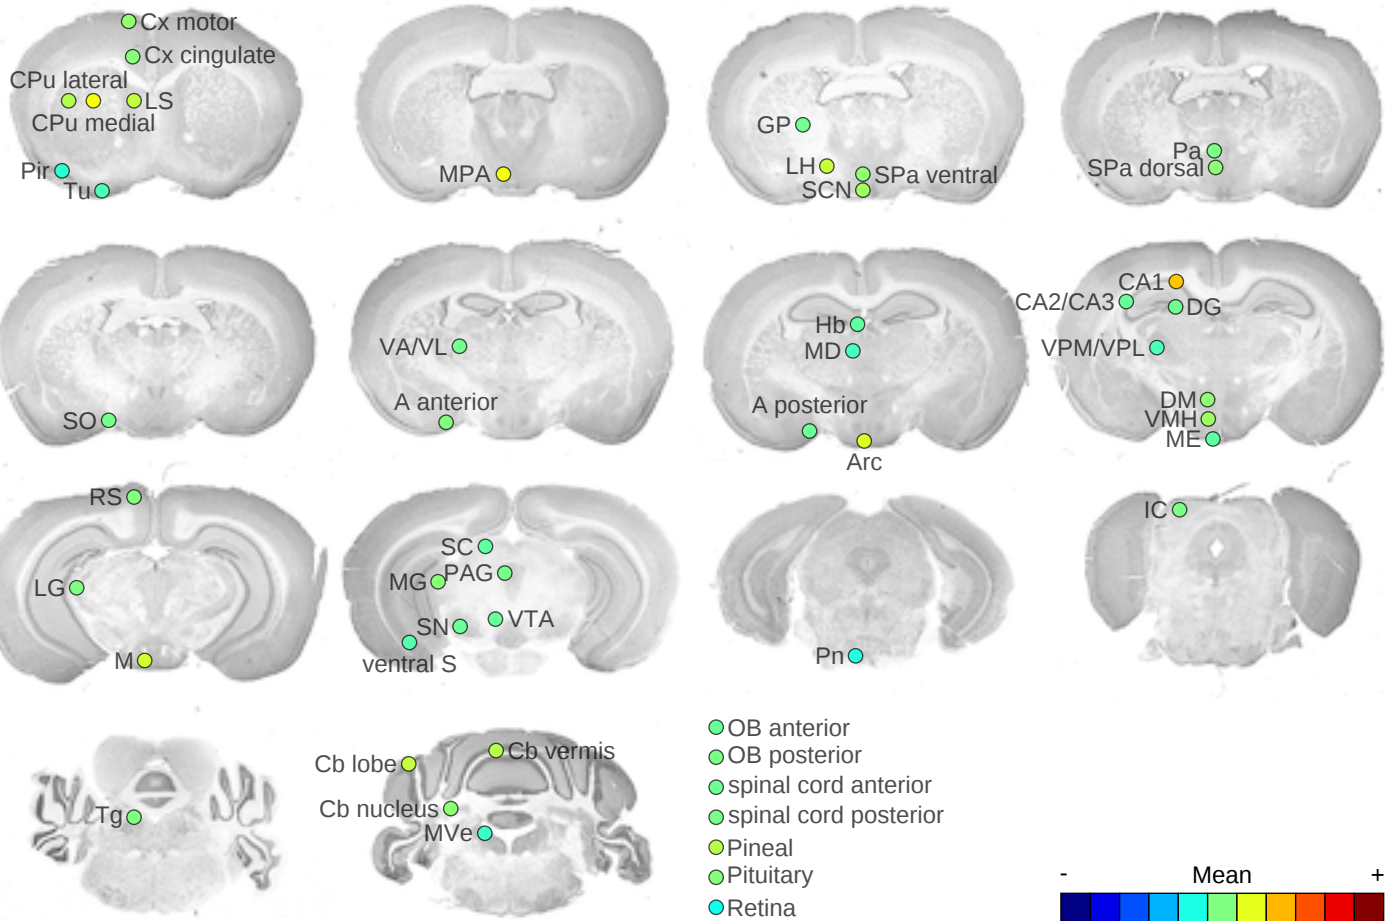 Cx motor
Cx cingulate
CPu lateral
LS
CPu medial
Pir
Tu
MPA
GP
LH
SPa ventral
SCN
Pa
SPa dorsal
SO
VA/VL
A anterior
Hb
MD
A posterior
Arc
CA1
CA2/CA3
DG
VPM/VPL
DM
VMH
ME
RS
LG
M
SC
PAG
MG
VTA
SN
ventral S
Pn
IC
Tg
Cb vermis
Cb lobe
Cb nucleus
MVe
OB anterior
OB posterior
spinal cord anterior
spinal cord posterior
Pineal
Pituitary
Retina
- Mean +